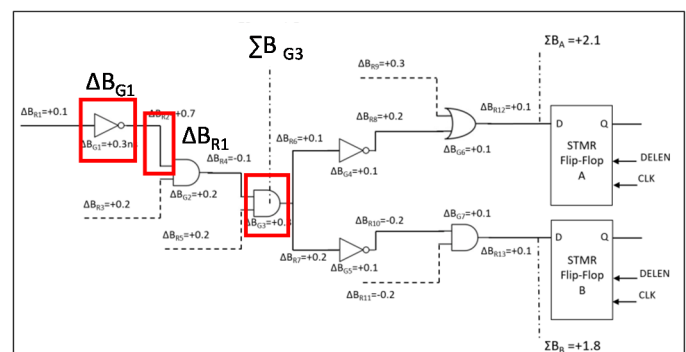 ∑B G3
∑B_A = +2.1
ΔB_G1
ΔB_R9=+0.3
ΔB_R1=+0.1
ΔB_R2=+0.7
ΔB_R8=+0.2
ΔB_R12=+0.1
D Q
ΔB_R1
STMR
Flip-Flop
A
DELEN
CLK
ΔB_G1=+0.3n
ΔB_R6=+0.1
ΔB_G6=+0.1
ΔB_R4=-0.1
ΔB_G4=+0.1
ΔB_G2=+0.2
ΔB_R3=+0.2
ΔB_G3=+0.3
ΔB_R10=-0.2
ΔB_G7=+0.1
ΔB_R5=+0.2
ΔB_R7=+0.2
ΔB_R13=+0.1
D Q
ΔB_G5=+0.1
STMR
Flip-Flop
B
DELEN
CLK
ΔB_R11=-0.2
∑B_B = +1.8